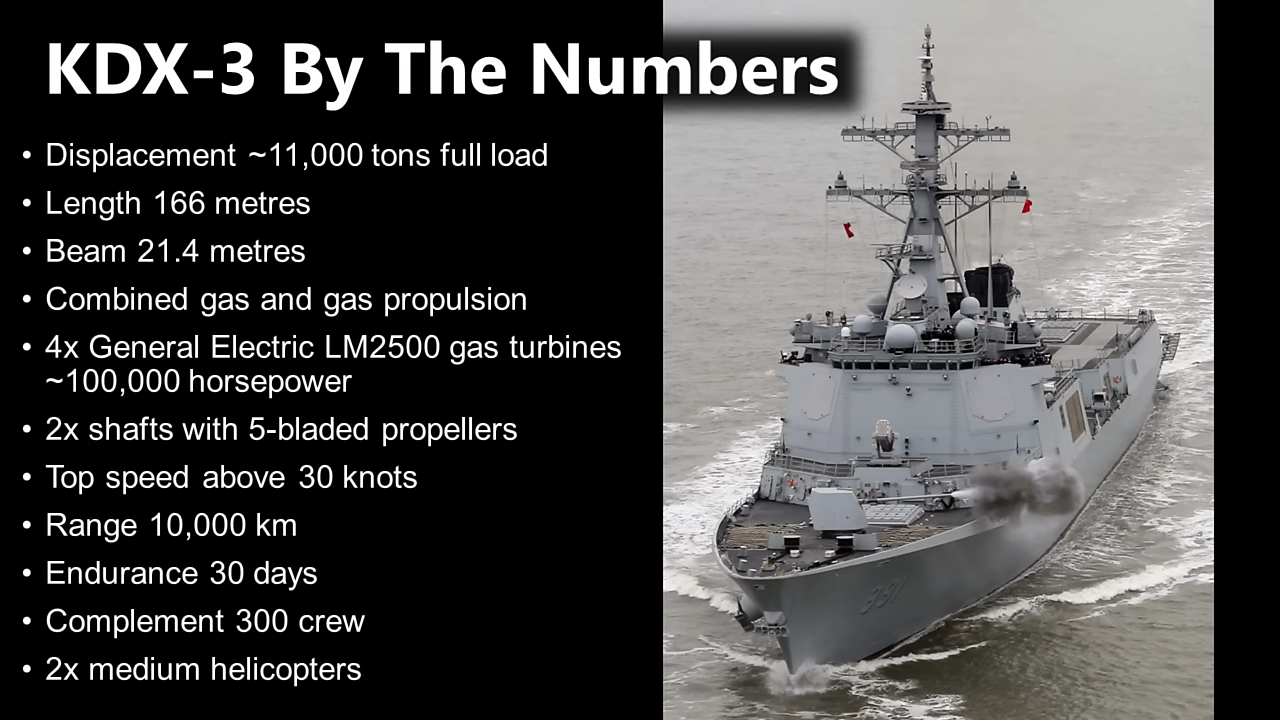 KDX-3 By The Numbers
• Displacement ~11,000 tons full load
• Length 166 metres
• Beam 21.4 metres
• Combined gas and gas propulsion
• 4x General Electric LM2500 gas turbines
~100,000 horsepower
• 2x shafts with 5-bladed propellers
• Top speed above 30 knots
• Range 10,000 km
• Endurance 30 days
• Complement 300 crew
• 2x medium helicopters
991